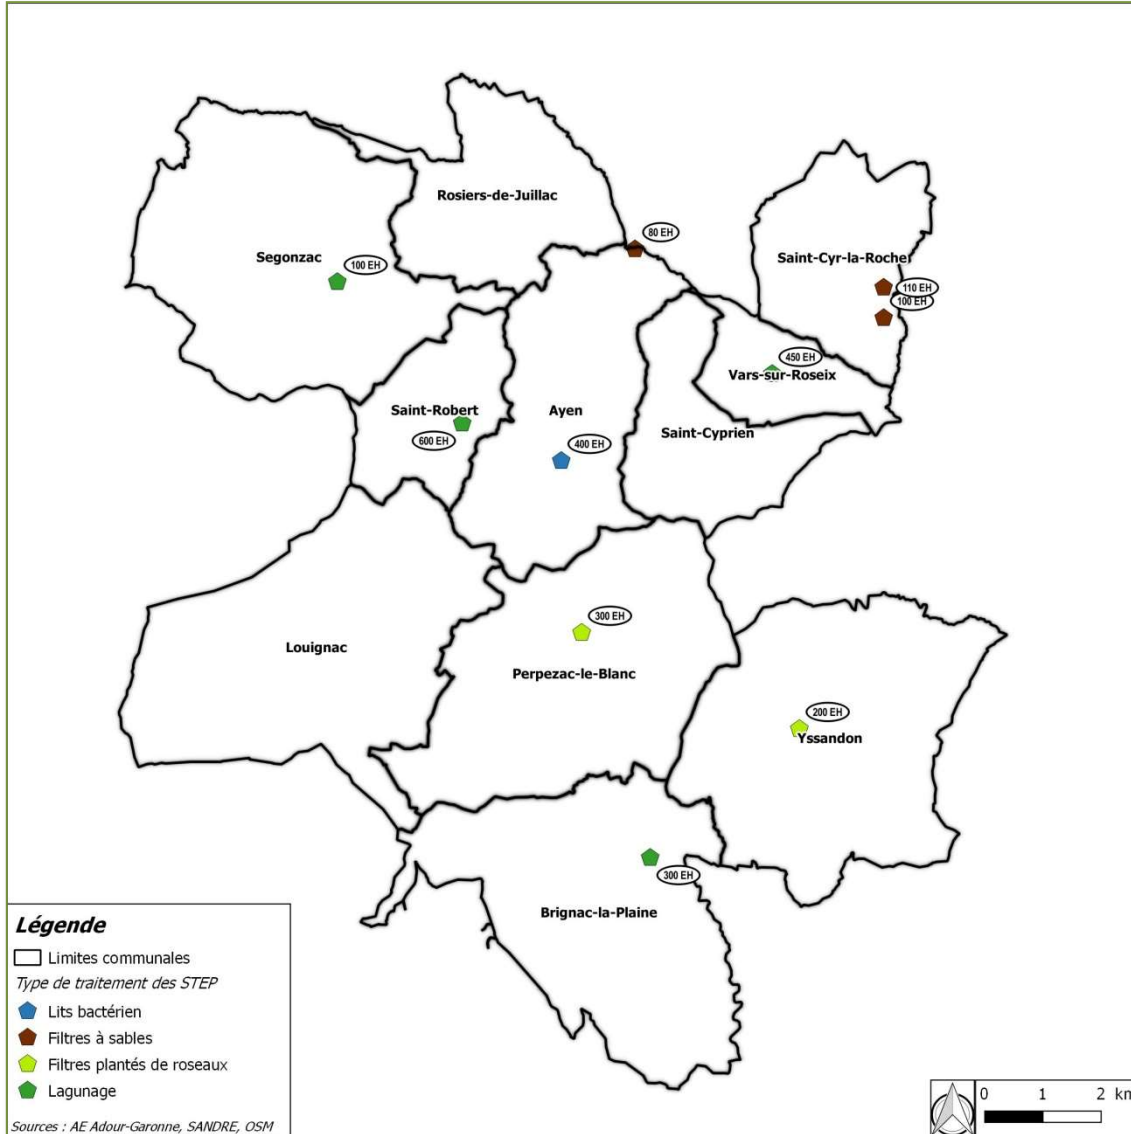 Rosiers-de-Juillac
80 EH
Segonzac
100 EH
Saint-Cyr-la-Roche
110 EH
100 EH
450 EH
Vars-sur-Roseix
Saint-Robert
600 EH
Ayen
400 EH
Saint-Cyprien
300 EH
Louignac
Perpezac-le-Blanc
200 EH
Yssandon
300 EH
Brignac-la-Plaine
Légende
Limites communales
Type de traitement des STEP
Lits bactérien
Filtres à sables
Filtres plantés de roseaux
Lagunage
Sources : AE Adour-Garonne, SANDRE, OSM
0 1 2 km